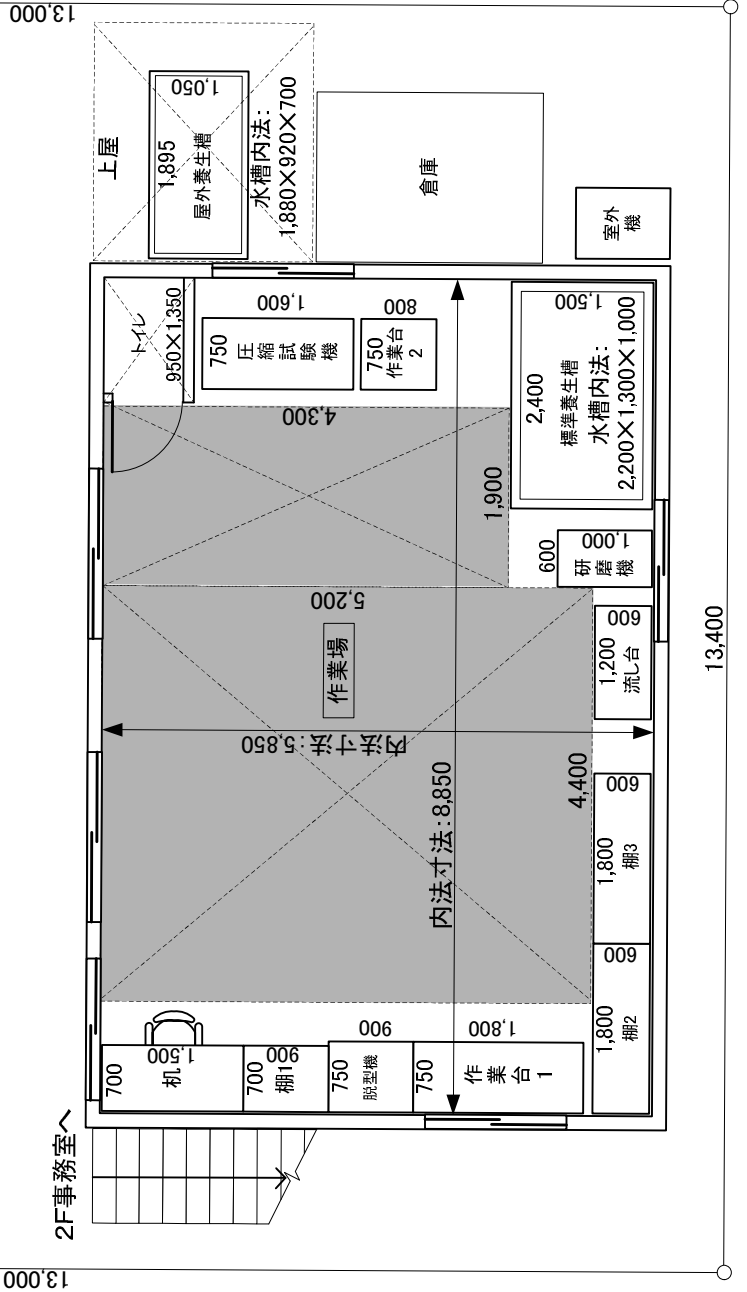 13,000
上屋
1,050
1,895
屋外養生槽
水槽内法:
1,880×920×700
倉庫
室外
機
トイレ
950×1,350
1,600
750
圧
縮
試
験
機
800
750
作業台
2
1,500
2,400
標準養生槽
水槽内法:
2,200×1,300×1,000
4,300
1,900
600
1,000
研
磨
機
5,200
作業場
600
1,200
流し台
13,400
内法寸法:5,850
内法寸法:8,850
4,400
600
1,800
棚3
600
1,800
棚2
700
1,500
机
700
900
棚1
900
750
脱型機
1,800
750
作
業
台
1
2F事務室へ
13,000